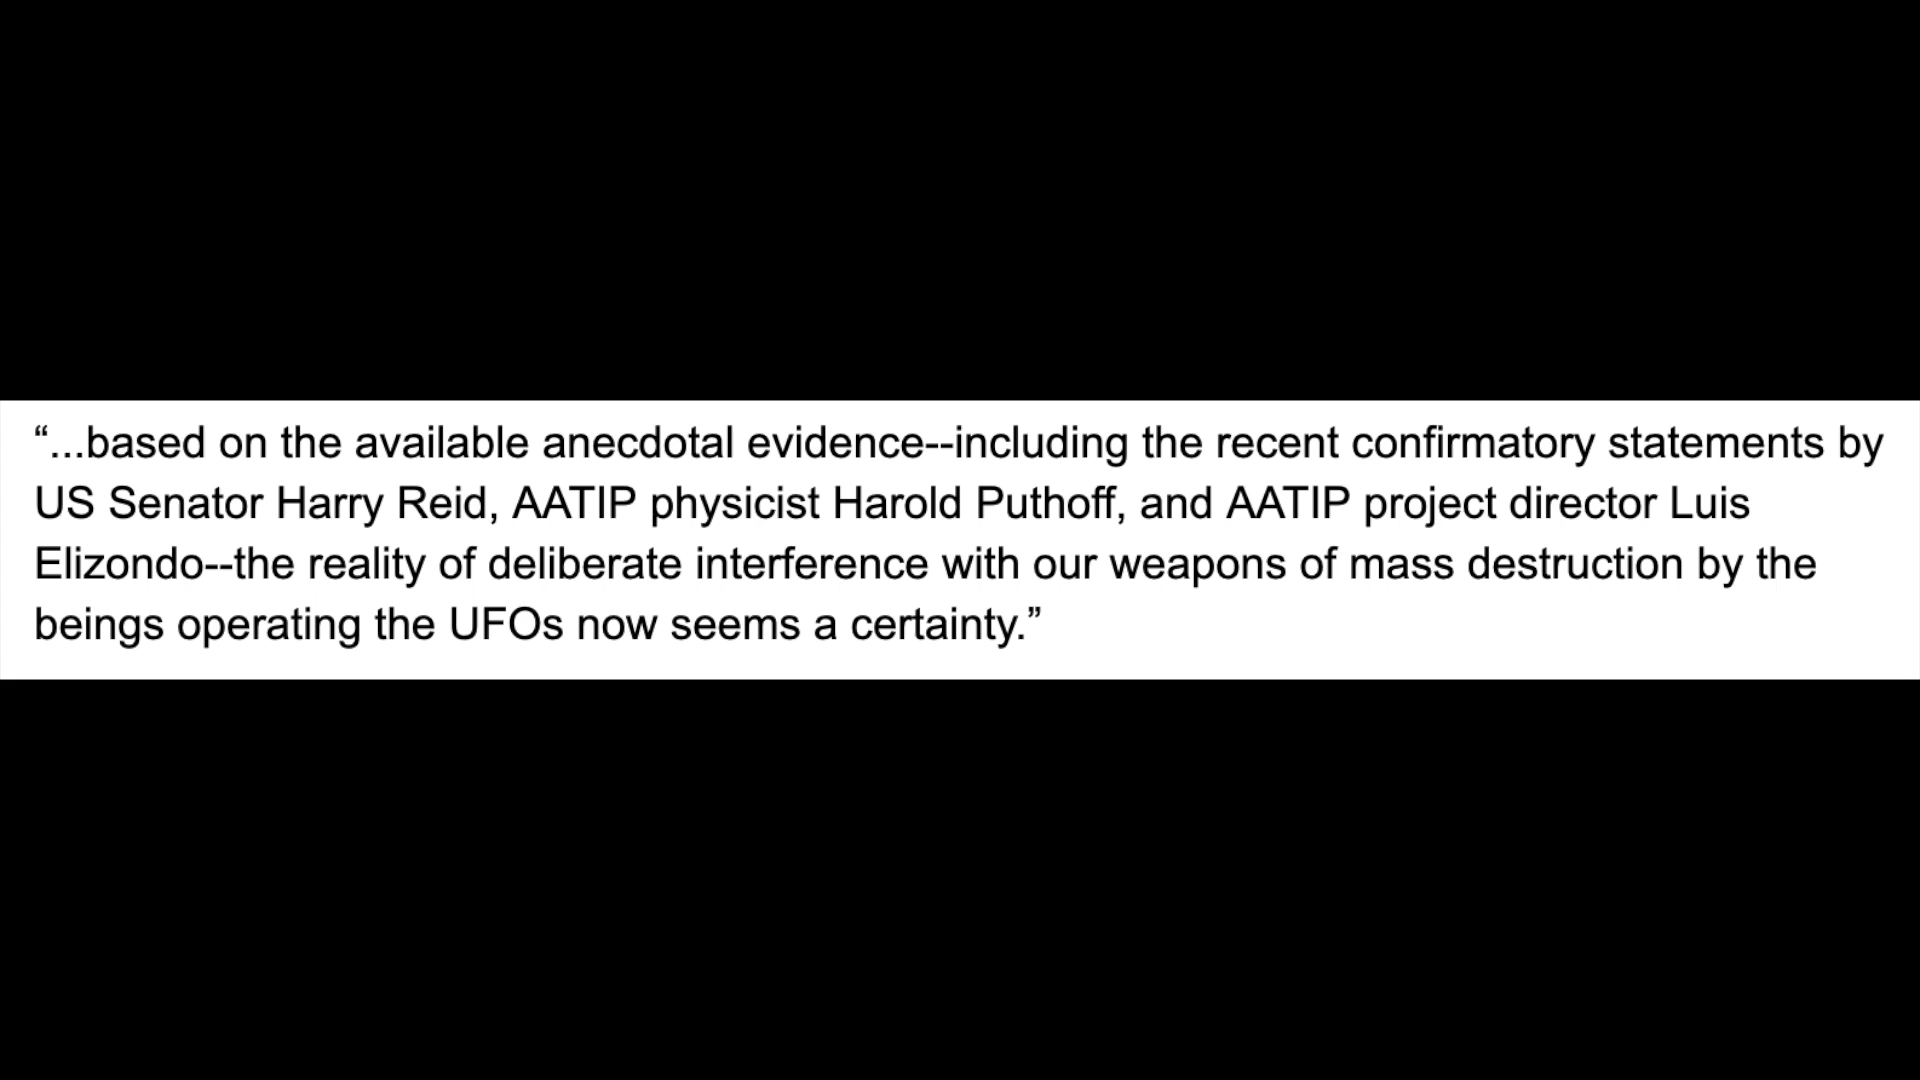 “...based on the available anecdotal evidence--including the recent confirmatory statements by
US Senator Harry Reid, AATIP physicist Harold Puthoff, and AATIP project director Luis
Elizondo--the reality of deliberate interference with our weapons of mass destruction by the
beings operating the UFOs now seems a certainty.”